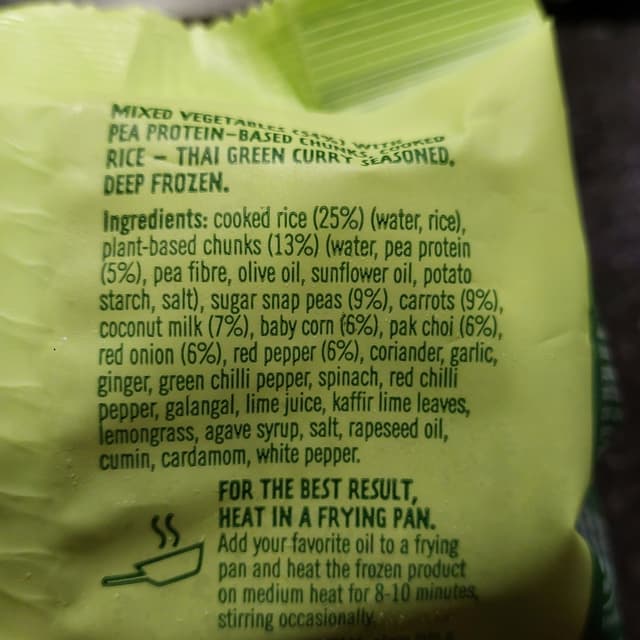 MIXED VEGETABLES (54%) WITH
PEA PROTEIN-BASED CHUNKS, COOKED
RICE – THAI GREEN CURRY SEASONED,
DEEP FROZEN.
Ingredients: cooked rice (25%) (water, rice),
plant-based chunks (13%) (water, pea protein
(5%), pea fibre, olive oil, sunflower oil, potato
starch, salt), sugar snap peas (9%), carrots (9%),
coconut milk (7%), baby corn (6%), pak choi (6%),
red onion (6%), red pepper (6%), coriander, garlic,
ginger, green chilli pepper, spinach, red chilli
pepper, galangal, lime juice, kaffir lime leaves,
lemongrass, agave syrup, salt, rapeseed oil,
cumin, cardamom, white pepper.
FOR THE BEST RESULT,
HEAT IN A FRYING PAN.
Add your favorite oil to a frying
pan and heat the frozen product
on medium heat for 8-10 minutes,
stirring occasionally.